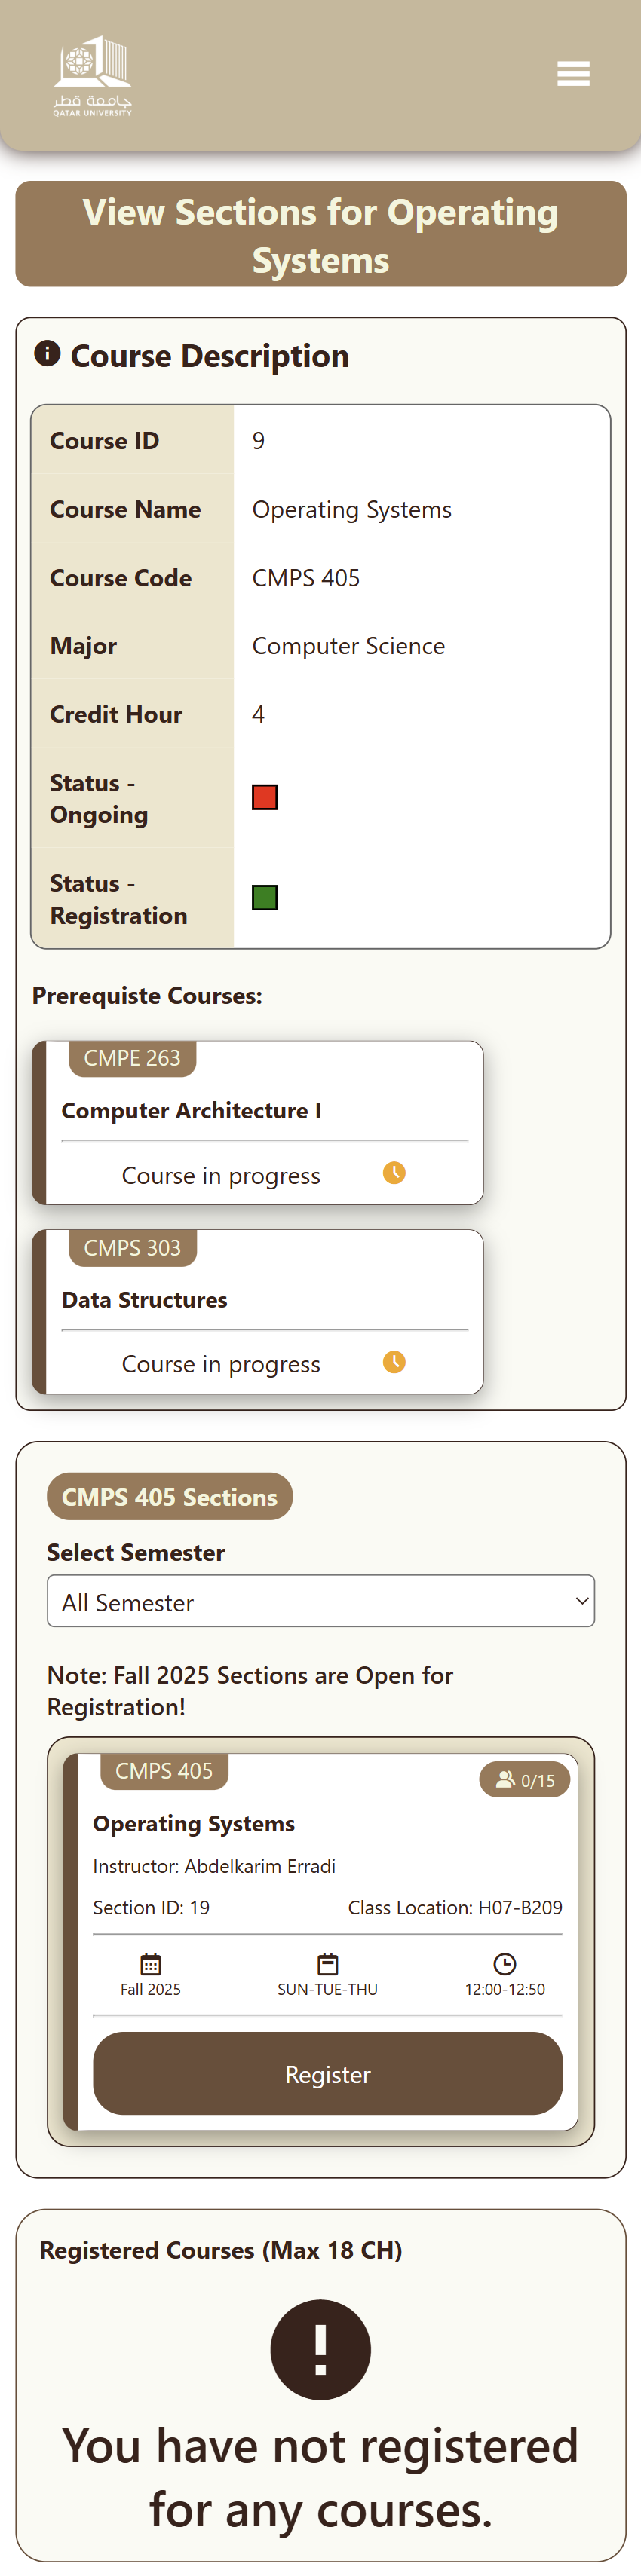 جامعة قطر
QATAR UNIVERSITY
View Sections for Operating
Systems
Course Description
Course ID 9
Course Name Operating Systems
Course Code CMPS 405
Major Computer Science
Credit Hour 4
Status -
Ongoing
Status -
Registration
Prerequiste Courses:
CMPE 263
Computer Architecture I
Course in progress
CMPS 303
Data Structures
Course in progress
CMPS 405 Sections
Select Semester
All Semester
Note: Fall 2025 Sections are Open for
Registration!
CMPS 405 0/15
Operating Systems
Instructor: Abdelkarim Erradi
Section ID: 19 Class Location: H07-B209
Fall 2025 SUN-TUE-THU 12:00-12:50
Register
Registered Courses (Max 18 CH)
You have not registered
for any courses.